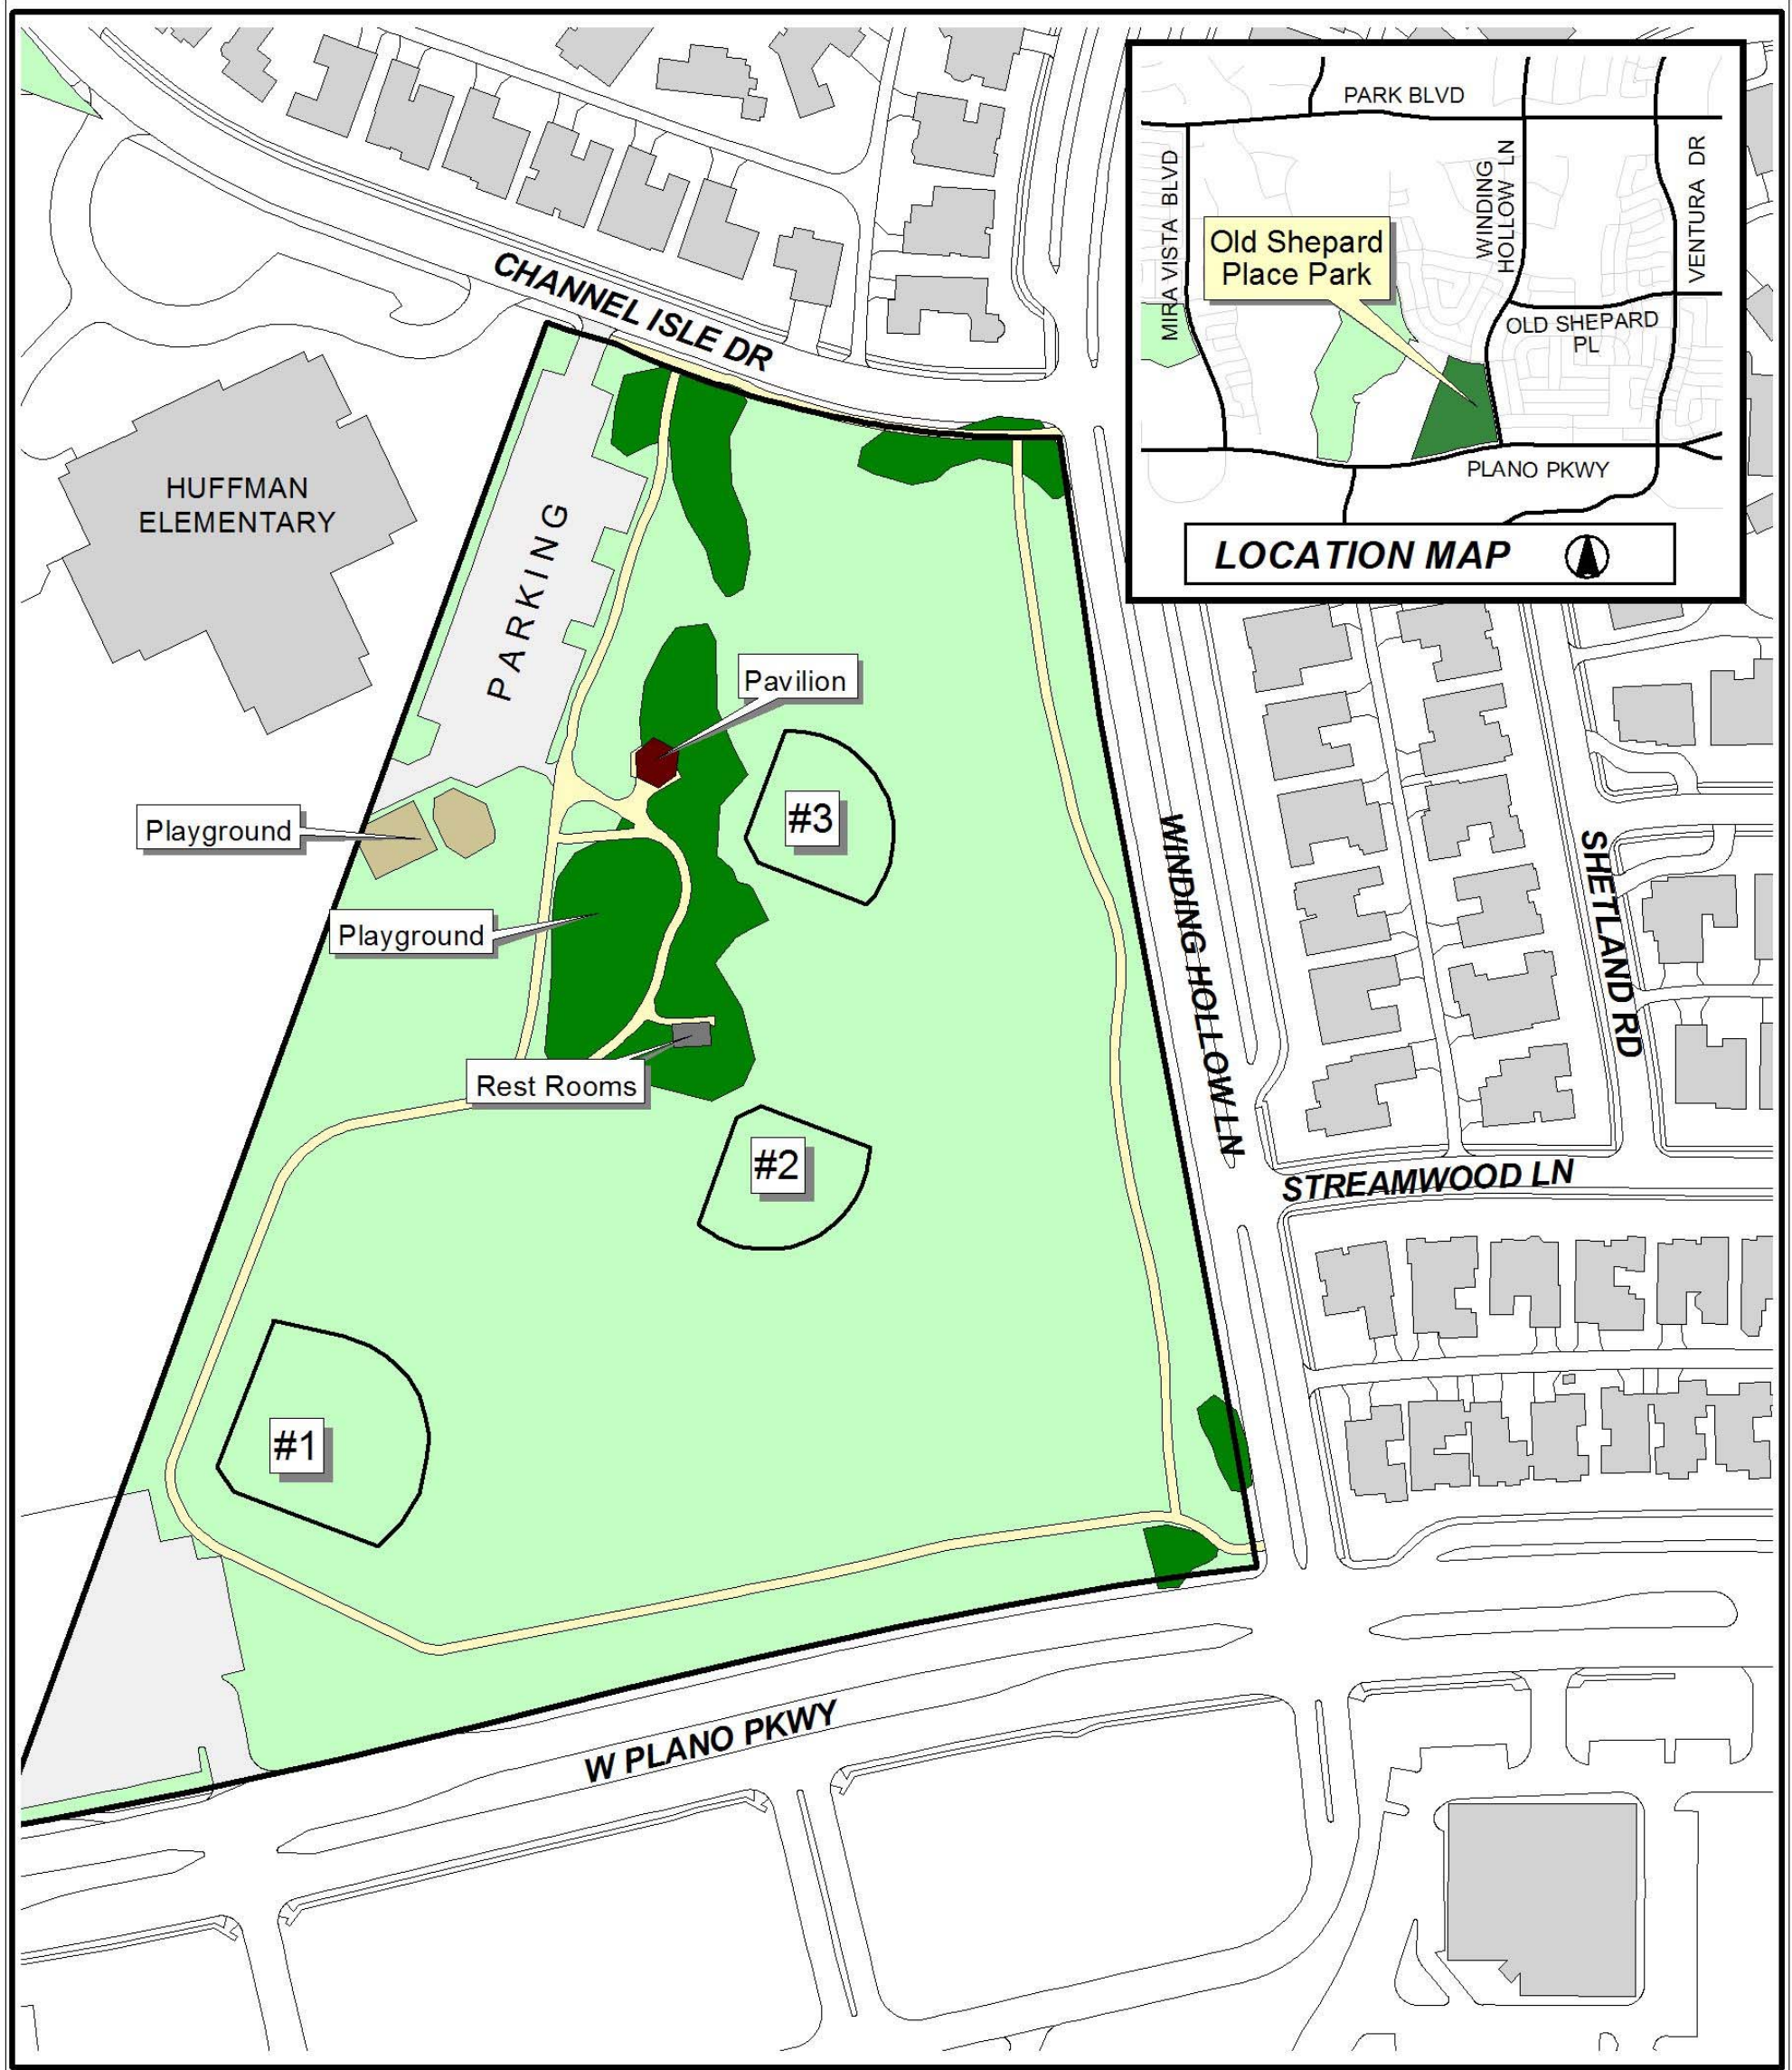 PARK BLVD
MIRA VISTA BLVD
WINDING
HOLLOW LN
VENTURA DR
Old Shepard
Place Park
OLD SHEPARD
PL
PLANO PKWY
LOCATION MAP
CHANNEL ISLE DR
HUFFMAN
ELEMENTARY
PARKING
Pavilion
#3
Playground
Playground
Rest Rooms
#2
#1
WINDING HOLLOW LN
SHETLAND RD
STREAMWOOD LN
W PLANO PKWY